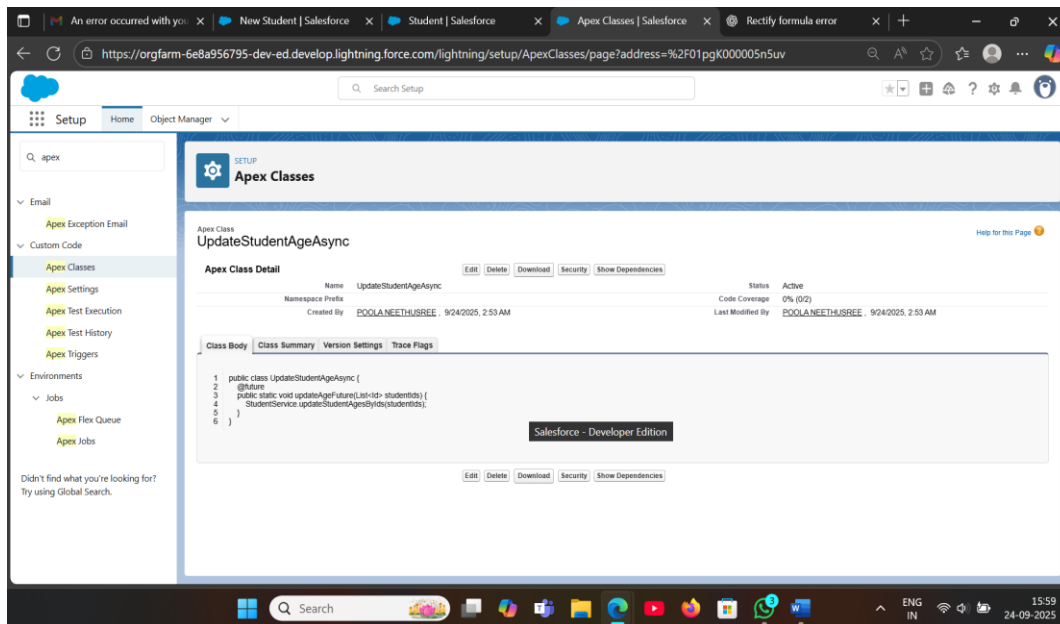 An error occurred with you
New Student | Salesforce
Student | Salesforce
Apex Classes | Salesforce
Rectify formula error
https://orgfarm-6e8a956795-dev-ed.develop.lightning.force.com/lightning/setup/ApexClasses/page?address=%2F01pgK000005n5uv
Search Setup
Setup
Home
Object Manager
apex
Email
Apex Exception Email
Custom Code
Apex Classes
Apex Settings
Apex Test Execution
Apex Test History
Apex Triggers
Environments
Jobs
Apex Flex Queue
Apex Jobs
Didn't find what you're looking for?
Try using Global Search.
SETUP
Apex Classes
Apex Class
UpdateStudentAgeAsync
Help for this Page
Apex Class Detail
Edit Delete Download Security Show Dependencies
Name UpdateStudentAgeAsync Status Active
Namespace Prefix Code Coverage 0% (0/2)
Created By POOLA NEETHUSREE , 9/24/2025, 2:53 AM Last Modified By POOLA NEETHUSREE , 9/24/2025, 2:53 AM
Class Body Class Summary Version Settings Trace Flags
1 public class UpdateStudentAgeAsync {
2 @future
3 public static void updateAgeFuture(List<Id> studentIds) {
4 StudentService.updateStudentAgesByIds(studentIds);
5 }
6 }
Salesforce - Developer Edition
Edit Delete Download Security Show Dependencies
Search
3
ENG
IN
15:59
24-09-2025